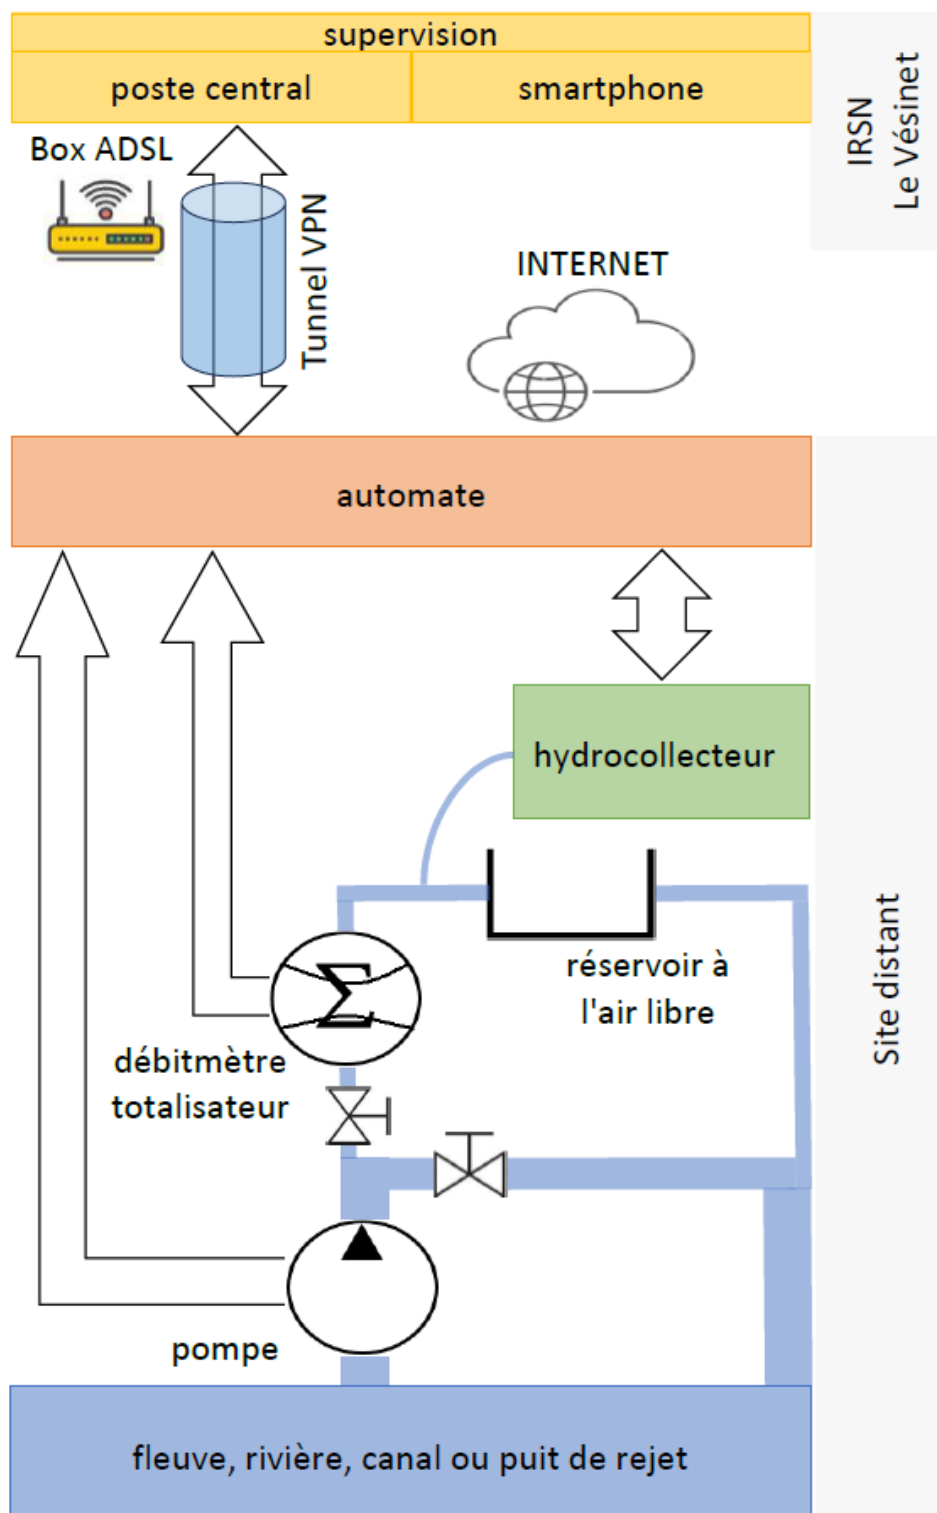 supervision
poste central
smartphone
IRSN
Le Vésinet
Box ADSL
Tunnel VPN
INTERNET
automate
hydrocollecteur
réservoir à
l'air libre
Σ
débitmètre
totalisateur
Site distant
pompe
fleuve, rivière, canal ou puit de rejet